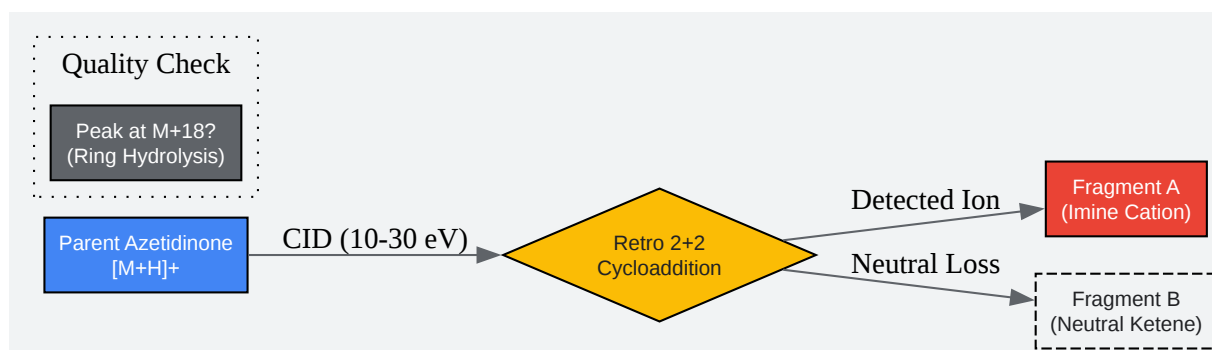 Quality Check
Peak at M+18?
(Ring Hydrolysis)
Parent Azetidinone
[M+H]+
CID (10-30 eV)
Retro 2+2
Cycloaddition
Detected Ion
Neutral Loss
Fragment A
(Imine Cation)
Fragment B
(Neutral Ketene)